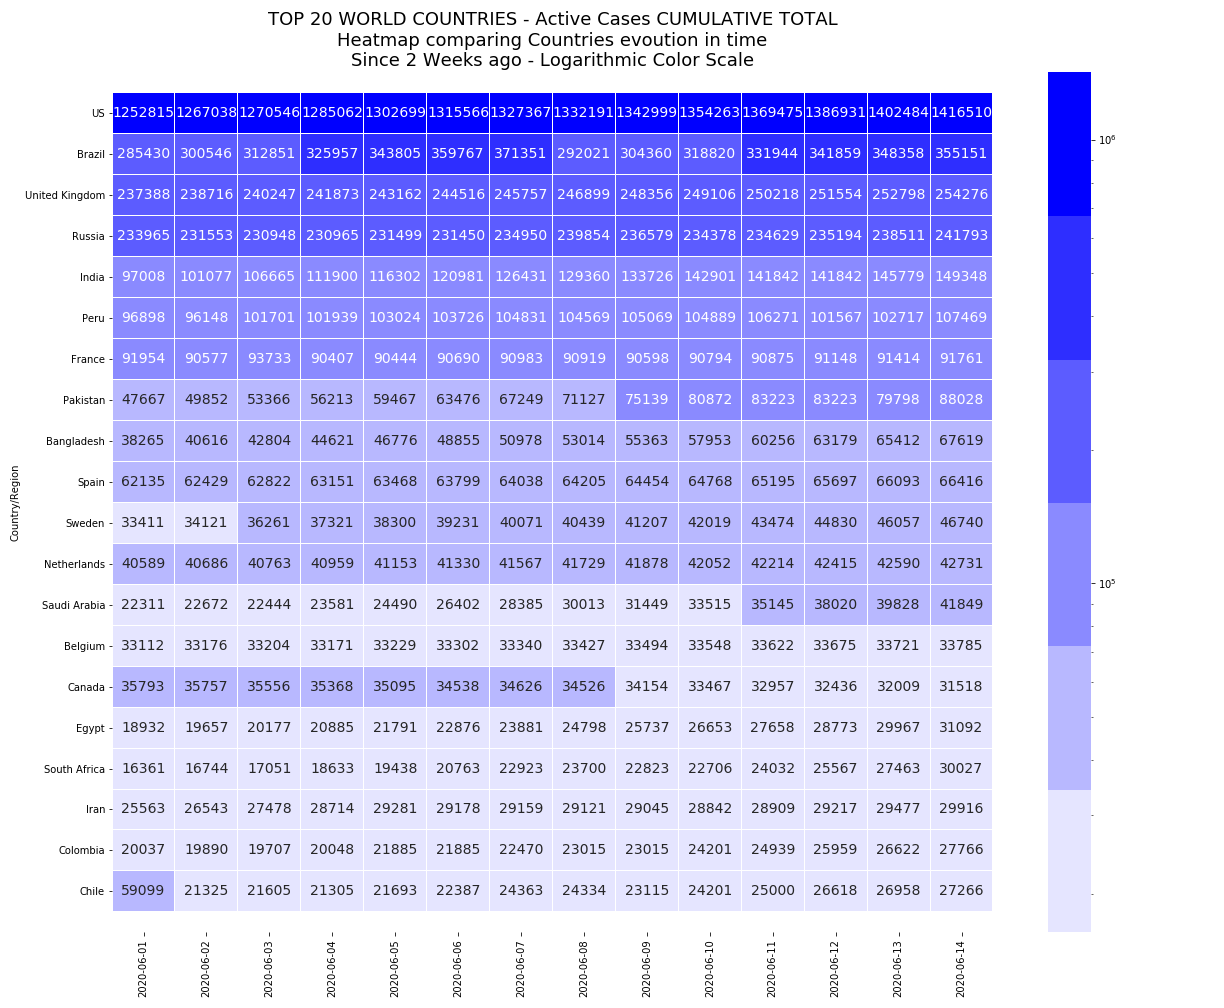 TOP 20 WORLD COUNTRIES - Active Cases CUMULATIVE TOTAL
Heatmap comparing Countries evoution in time
Since 2 Weeks ago - Logarithmic Color Scale
Country/Region
US 1252815 1267038 1270546 1285062 1302699 1315566 1327367 1332191 1342999 1354263 1369475 1386931 1402484 1416510
Brazil 285430 300546 312851 325957 343805 359767 371351 292021 304360 318820 331944 341859 348358 355151
United Kingdom 237388 238716 240247 241873 243162 244516 245757 246899 248356 249106 250218 251554 252798 254276
Russia 233965 231553 230948 230965 231499 231450 234950 239854 236579 234378 234629 235194 238511 241793
India 97008 101077 106665 111900 116302 120981 126431 129360 133726 142901 141842 141842 145779 149348
Peru 96898 96148 101701 101939 103024 103726 104831 104569 105069 104889 106271 101567 102717 107469
France 91954 90577 93733 90407 90444 90690 90983 90919 90598 90794 90875 91148 91414 91761
Pakistan 47667 49852 53366 56213 59467 63476 67249 71127 75139 80872 83223 83223 79798 88028
Bangladesh 38265 40616 42804 44621 46776 48855 50978 53014 55363 57953 60256 63179 65412 67619
Spain 62135 62429 62822 63151 63468 63799 64038 64205 64454 64768 65195 65697 66093 66416
Sweden 33411 34121 36261 37321 38300 39231 40071 40439 41207 42019 43474 44830 46057 46740
Netherlands 40589 40686 40763 40959 41153 41330 41567 41729 41878 42052 42214 42415 42590 42731
Saudi Arabia 22311 22672 22444 23581 24490 26402 28385 30013 31449 33515 35145 38020 39828 41849
Belgium 33112 33176 33204 33171 33229 33302 33340 33427 33494 33548 33622 33675 33721 33785
Canada 35793 35757 35556 35368 35095 34538 34626 34526 34154 33467 32957 32436 32009 31518
Egypt 18932 19657 20177 20885 21791 22876 23881 24798 25737 26653 27658 28773 29967 31092
South Africa 16361 16744 17051 18633 19438 20763 22923 23700 22823 22706 24032 25567 27463 30027
Iran 25563 26543 27478 28714 29281 29178 29159 29121 29045 28842 28909 29217 29477 29916
Colombia 20037 19890 19707 20048 21885 21885 22470 23015 23015 24201 24939 25959 26622 27766
Chile 59099 21325 21605 21305 21693 22387 24363 24334 23115 24201 25000 26618 26958 27266
2020-06-01 2020-06-02 2020-06-03 2020-06-04 2020-06-05 2020-06-06 2020-06-07 2020-06-08 2020-06-09 2020-06-10 2020-06-11 2020-06-12 2020-06-13 2020-06-14
10⁶
10⁵